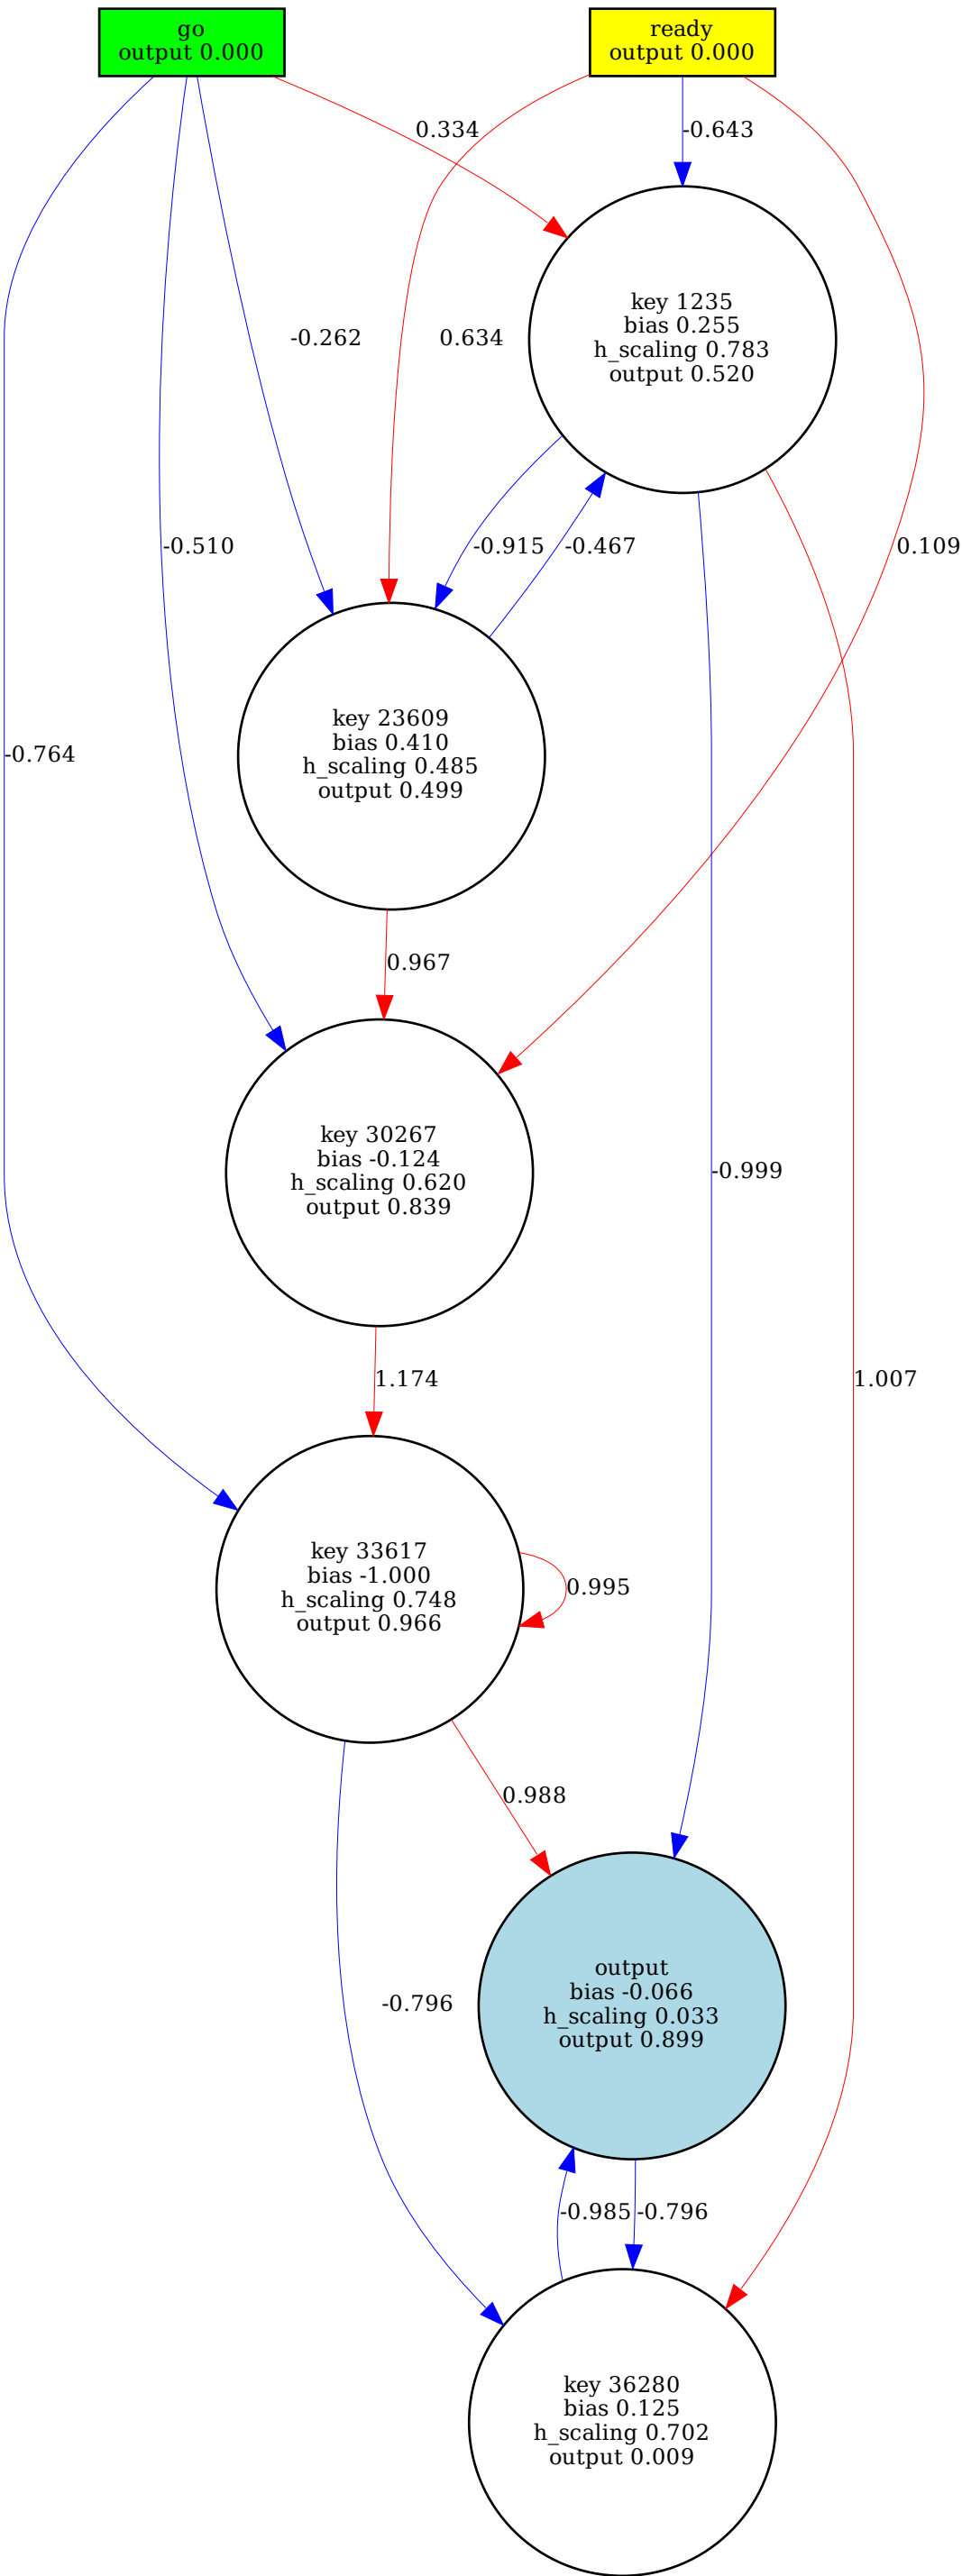 go
output 0.000
ready
output 0.000
0.334
-0.643
key 1235
bias 0.255
h_scaling 0.783
output 0.520
-0.262
0.634
-0.510
-0.915
-0.467
0.109
key 23609
bias 0.410
h_scaling 0.485
output 0.499
-0.764
0.967
key 30267
bias -0.124
h_scaling 0.620
output 0.839
-0.999
1.174
1.007
key 33617
bias -1.000
h_scaling 0.748
output 0.966
0.995
0.988
output
bias -0.066
h_scaling 0.033
output 0.899
-0.796
-0.985
-0.796
key 36280
bias 0.125
h_scaling 0.702
output 0.009